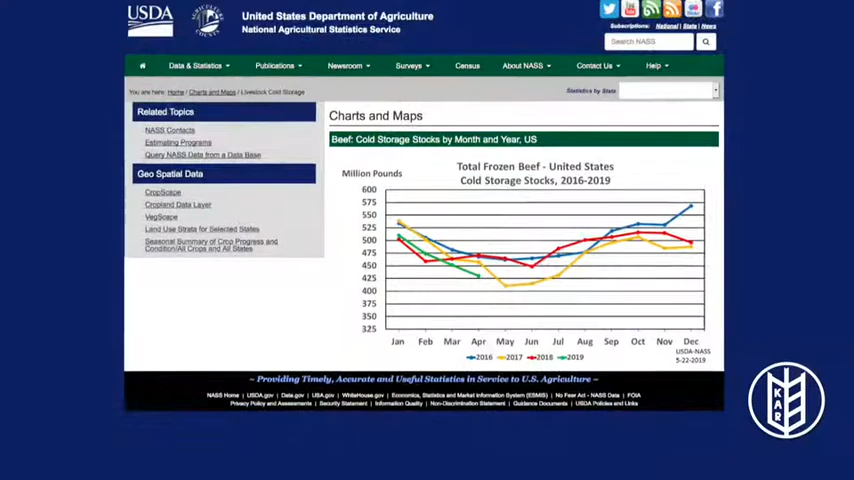 USDA
United States Department of Agriculture
National Agricultural Statistics Service
Subscriptions: National | State | News
Search NASS
Data & Statistics Publications Newsroom Surveys Census About NASS Contact Us Help
You are here: Home / Charts and Maps / Livestock Cold Storage
Statistics by State
Related Topics
NASS Contacts
Estimating Programs
Query NASS Data from a Data Base
Geo Spatial Data
CropScape
Cropland Data Layer
VegScape
Land Use Strata for Selected States
Seasonal Summary of Crop Progress and
Condition/All Crops and All States
Charts and Maps
Beef: Cold Storage Stocks by Month and Year, US
Total Frozen Beef - United States
Cold Storage Stocks, 2016-2019
Million Pounds
600
575
550
525
500
475
450
425
400
375
350
325
Jan Feb Mar Apr May Jun Jul Aug Sep Oct Nov Dec
2016 2017 2018 2019
USDA-NASS
5-22-2019
~ Providing Timely, Accurate and Useful Statistics in Service to U.S. Agriculture ~
NASS Home | USDA.gov | Data.gov | USA.gov | WhiteHouse.gov | Economics, Statistics and Market Information System (ESMIS) | No Fear Act - NASS Data | FOIA
Privacy Policy and Assessments | Security Statement | Information Quality | Non-Discrimination Statement | Guidance Documents | USDA Policies and Links
KAR